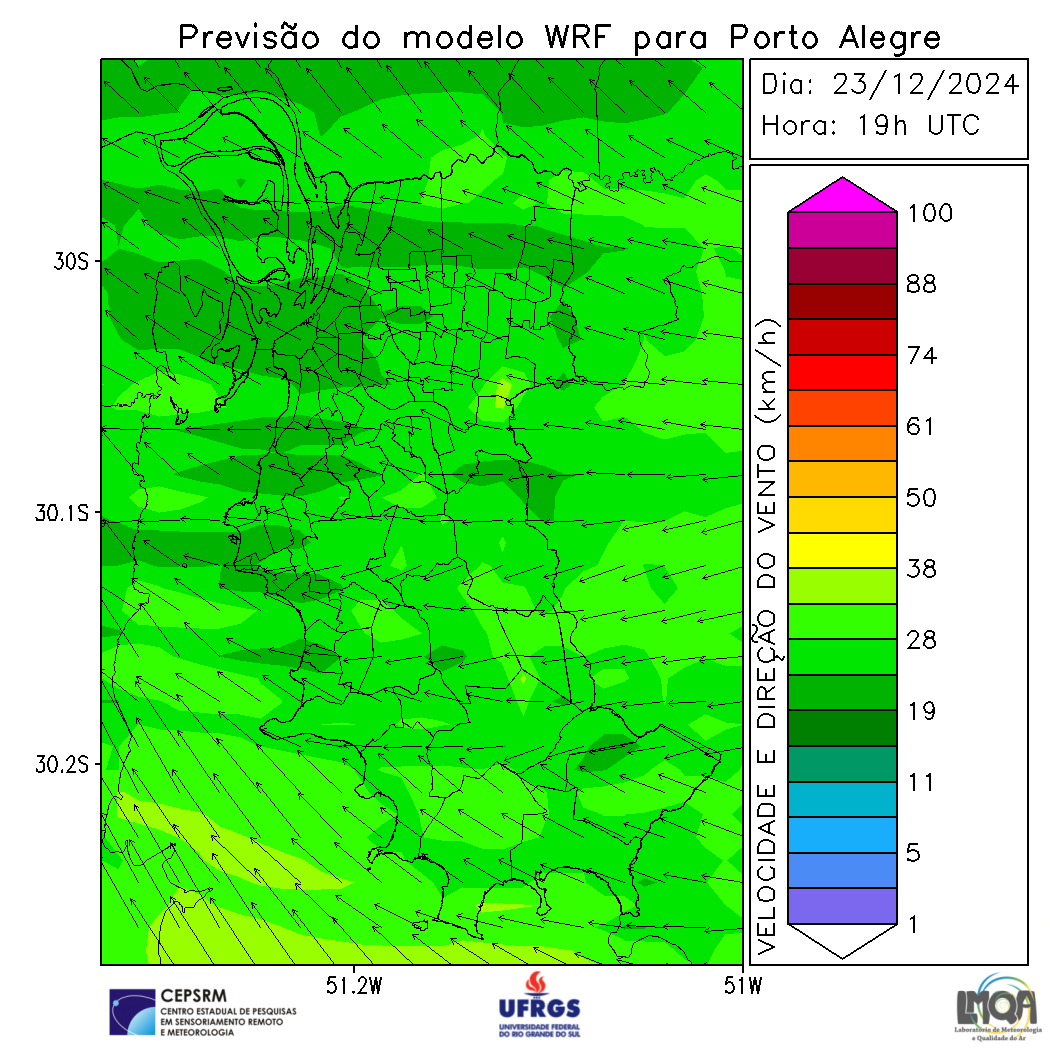 Previsão do modelo WRF para Porto Alegre
Dia: 23/12/2024
Hora: 19h UTC
30S
30.1S
30.2S
51.2W
51W
VELOCIDADE E DIREÇÃO DO VENTO (km/h)
100
88
74
61
50
38
28
19
11
5
1
CEPSRM
CENTRO ESTADUAL DE PESQUISAS
EM SENSORIAMENTO REMOTO
E METEOROLOGIA
UFRGS
UNIVERSIDADE FEDERAL
DO RIO GRANDE DO SUL
LMQA
Laboratório de Meteorologia
e Qualidade do Ar